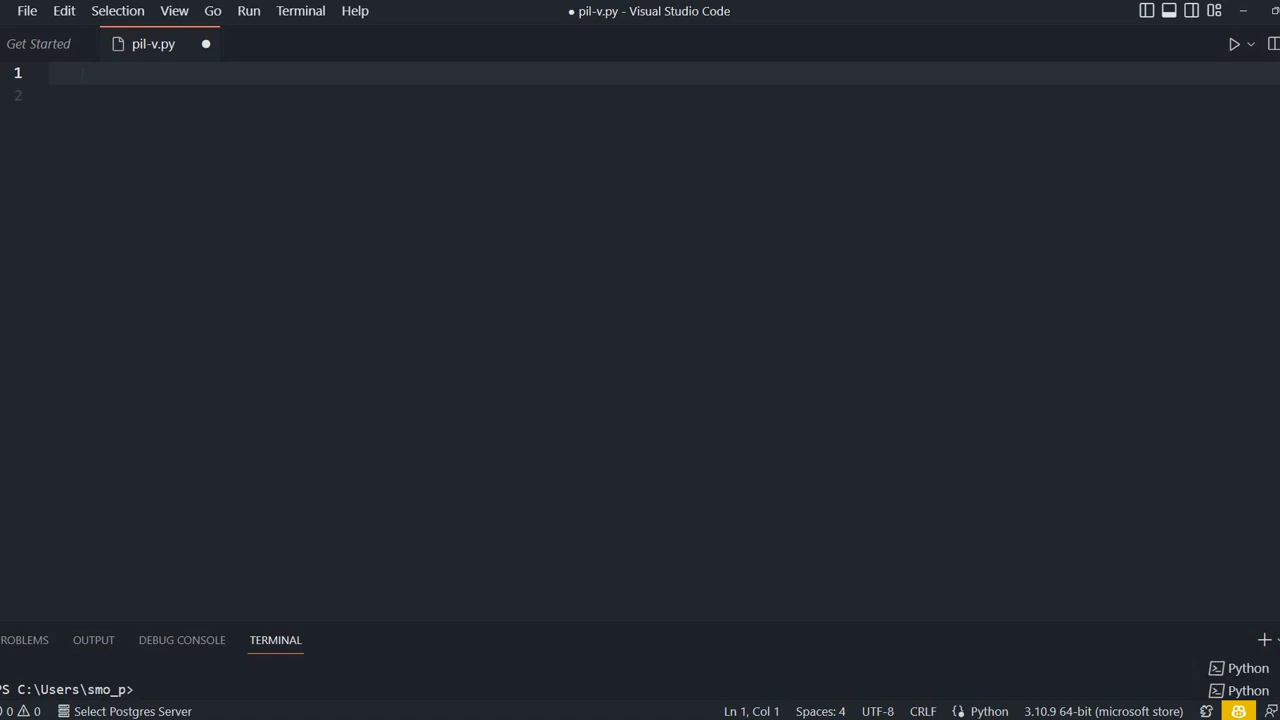 File Edit Selection View Go Run Terminal Help ● pil-v.py - Visual Studio Code
Get Started pil-v.py
1
2
ROBLEMS OUTPUT DEBUG CONSOLE TERMINAL
Python
PS C:\Users\smo_p>
Python
0 0 Select Postgres Server Ln 1, Col 1 Spaces: 4 UTF-8 CRLF Python 3.10.9 64-bit (microsoft store)